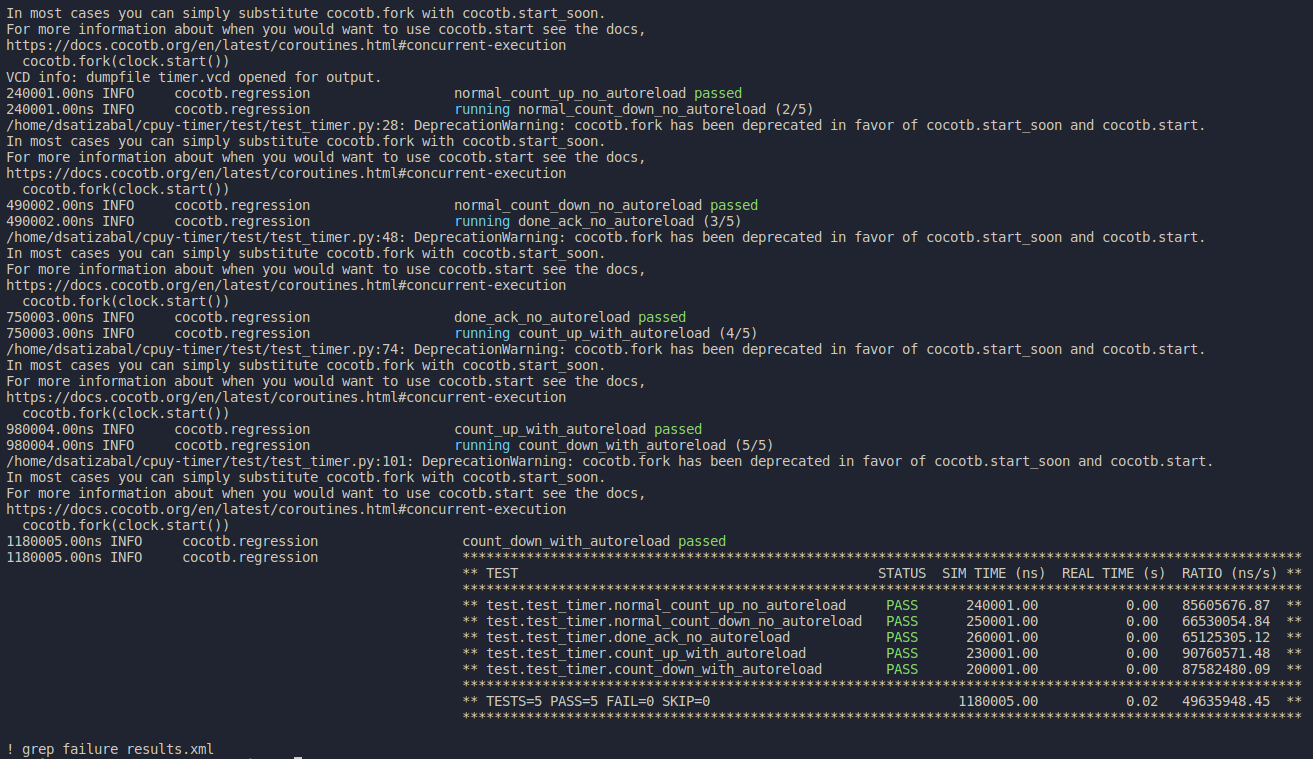 In most cases you can simply substitute cocotb.fork with cocotb.start_soon.
For more information about when you would want to use cocotb.start see the docs,
https://docs.cocotb.org/en/latest/coroutines.html#concurrent-execution
  cocotb.fork(clock.start())
VCD info: dumpfile timer.vcd opened for output.
240001.00ns INFO     cocotb.regression                  normal_count_up_no_autoreload passed
240001.00ns INFO     cocotb.regression                  running normal_count_down_no_autoreload (2/5)
/home/dsatizabal/cpuy-timer/test/test_timer.py:28: DeprecationWarning: cocotb.fork has been deprecated in favor of cocotb.start_soon and cocotb.start.
In most cases you can simply substitute cocotb.fork with cocotb.start_soon.
For more information about when you would want to use cocotb.start see the docs,
https://docs.cocotb.org/en/latest/coroutines.html#concurrent-execution
  cocotb.fork(clock.start())
490002.00ns INFO     cocotb.regression                  normal_count_down_no_autoreload passed
490002.00ns INFO     cocotb.regression                  running done_ack_no_autoreload (3/5)
/home/dsatizabal/cpuy-timer/test/test_timer.py:48: DeprecationWarning: cocotb.fork has been deprecated in favor of cocotb.start_soon and cocotb.start.
In most cases you can simply substitute cocotb.fork with cocotb.start_soon.
For more information about when you would want to use cocotb.start see the docs,
https://docs.cocotb.org/en/latest/coroutines.html#concurrent-execution
  cocotb.fork(clock.start())
750003.00ns INFO     cocotb.regression                  done_ack_no_autoreload passed
750003.00ns INFO     cocotb.regression                  running count_up_with_autoreload (4/5)
/home/dsatizabal/cpuy-timer/test/test_timer.py:74: DeprecationWarning: cocotb.fork has been deprecated in favor of cocotb.start_soon and cocotb.start.
In most cases you can simply substitute cocotb.fork with cocotb.start_soon.
For more information about when you would want to use cocotb.start see the docs,
https://docs.cocotb.org/en/latest/coroutines.html#concurrent-execution
  cocotb.fork(clock.start())
980004.00ns INFO     cocotb.regression                  count_up_with_autoreload passed
980004.00ns INFO     cocotb.regression                  running count_down_with_autoreload (5/5)
/home/dsatizabal/cpuy-timer/test/test_timer.py:101: DeprecationWarning: cocotb.fork has been deprecated in favor of cocotb.start_soon and cocotb.start.
In most cases you can simply substitute cocotb.fork with cocotb.start_soon.
For more information about when you would want to use cocotb.start see the docs,
https://docs.cocotb.org/en/latest/coroutines.html#concurrent-execution
  cocotb.fork(clock.start())
1180005.00ns INFO     cocotb.regression                  count_down_with_autoreload passed
1180005.00ns INFO     cocotb.regression                  *********************************************************************************************************
** TEST                                             STATUS  SIM TIME (ns)  REAL TIME (s)  RATIO (ns/s) **
*********************************************************************************************************
** test.test_timer.normal_count_up_no_autoreload     PASS      240001.00           0.00   85605676.87  **
** test.test_timer.normal_count_down_no_autoreload   PASS      250001.00           0.00   66530054.84  **
** test.test_timer.done_ack_no_autoreload            PASS      260001.00           0.00   65125305.12  **
** test.test_timer.count_up_with_autoreload          PASS      230001.00           0.00   90760571.48  **
** test.test_timer.count_down_with_autoreload        PASS      200001.00           0.00   87582480.09  **
*********************************************************************************************************
** TESTS=5 PASS=5 FAIL=0 SKIP=0                               1180005.00           0.02   49635948.45  **
*********************************************************************************************************
! grep failure results.xml